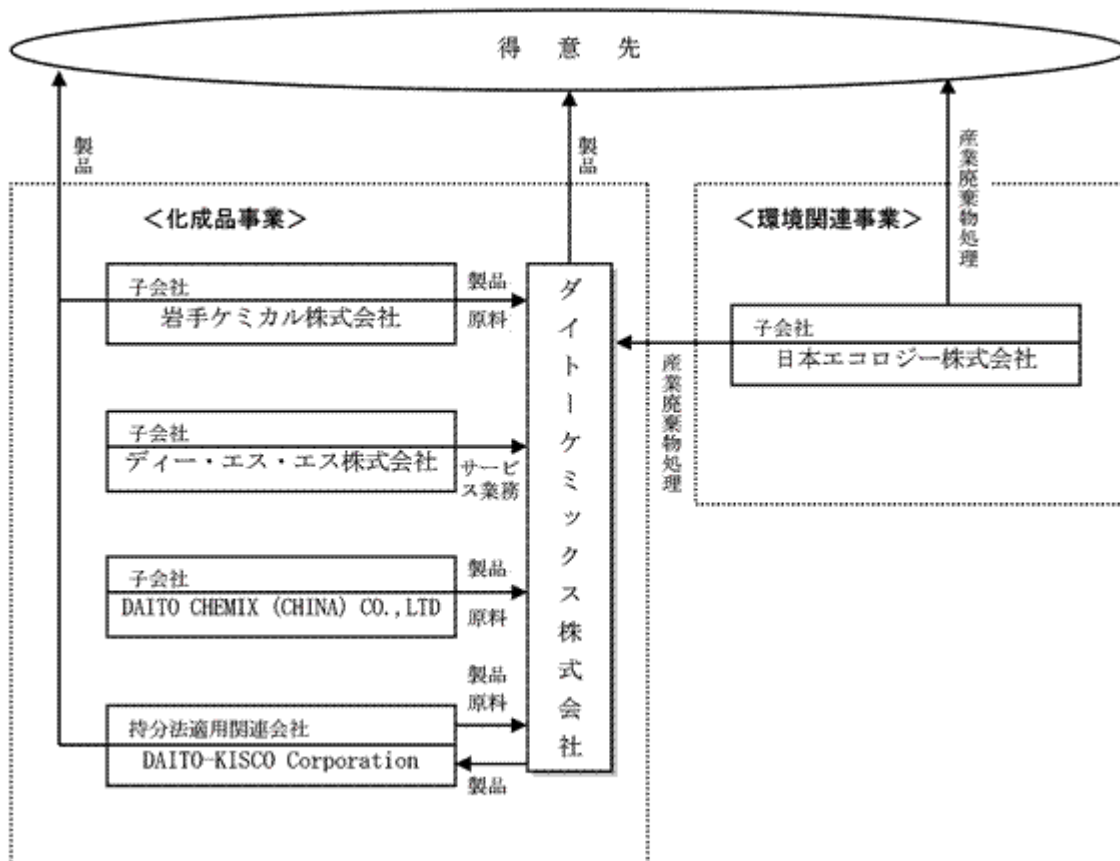 得意先
製品
製品
産業廃棄物処理
＜化成品事業＞
＜環境関連事業＞
子会社
岩手ケミカル株式会社
製品
原料
ダイトーケミックス株式会社
子会社
日本エコロジー株式会社
産業廃棄物処理
子会社
ディー・エス・エス株式会社
サービ
ス業務
子会社
DAITO CHEMIX (CHINA) CO.,LTD
製品
原料
持分法適用関連会社
DAITO-KISCO Corporation
製品
原料
製品